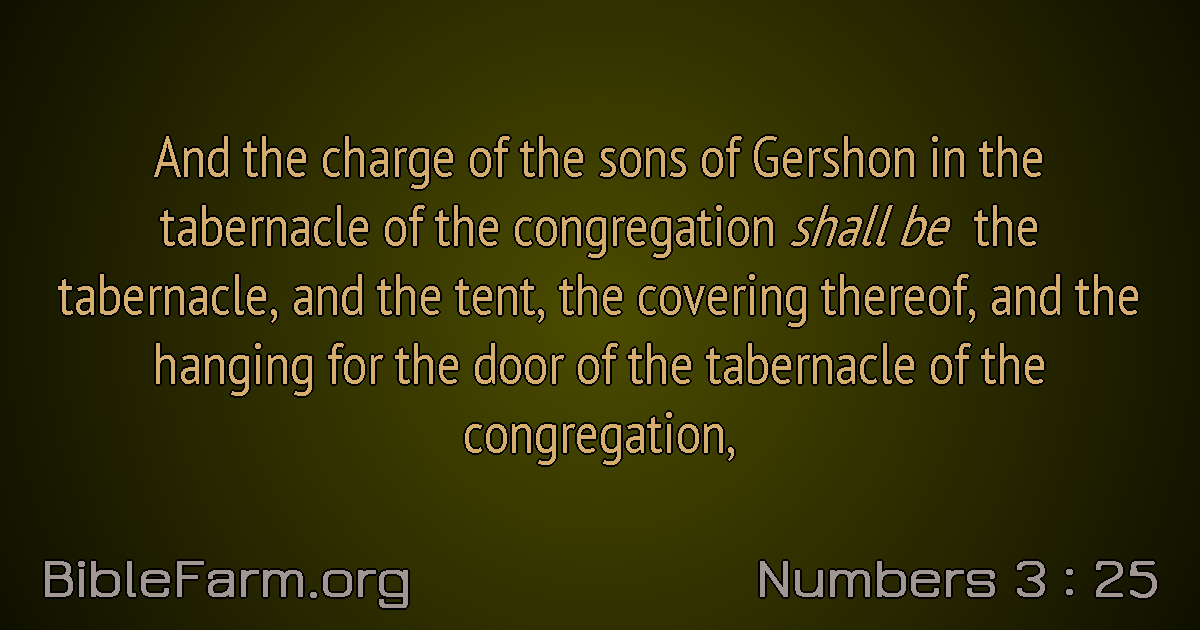 And the charge of the sons of Gershon in the
tabernacle of the congregation shall be the
tabernacle, and the tent, the covering thereof, and the
hanging for the door of the tabernacle of the
congregation,
BibleFarm.org
Numbers 3 : 25